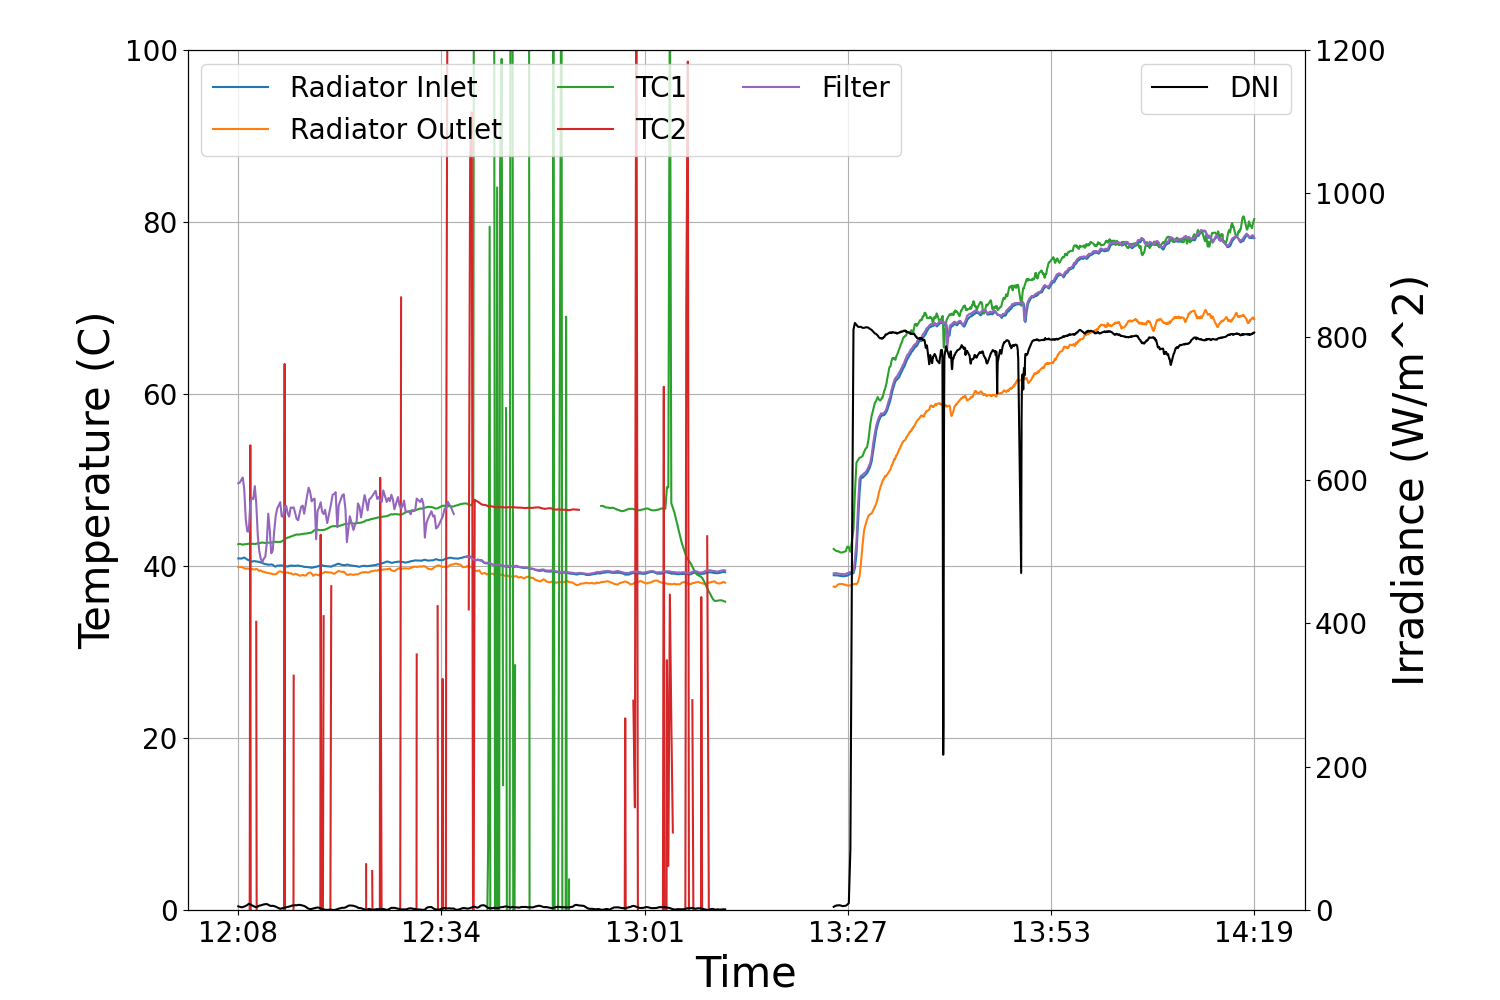 100
80
60
40
20
0
Temperature (C)
Radiator Inlet
Radiator Outlet
TC1
TC2
Filter
DNI
1200
1000
800
600
400
200
0
Irradiance (W/m^2)
12:08 12:34 13:01 13:27 13:53 14:19
Time